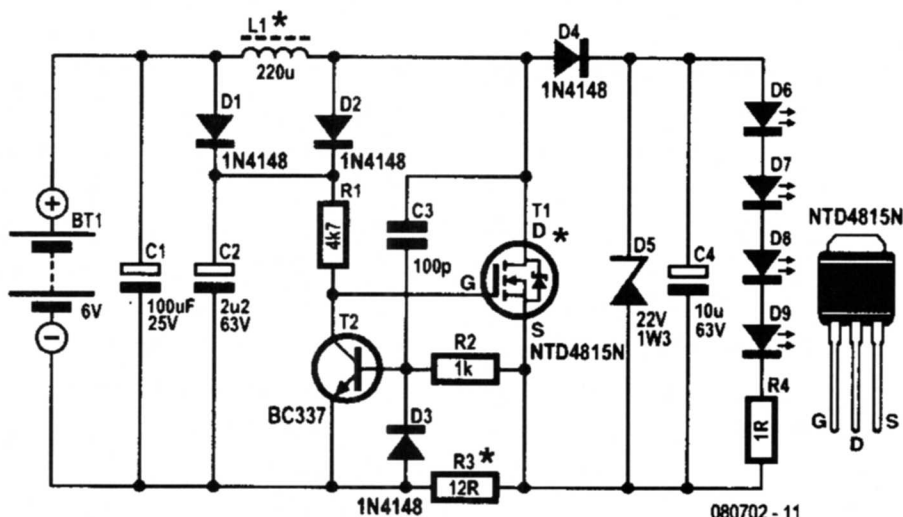 L1*
220u
D4
1N4148
D1
1N4148
D2
1N4148
D6
D7
D8
D9
R1
4k7
C3
100p
T1
D
*
G
S
NTD4815N
D5
22V
1W3
C4
10u
63V
NTD4815N
G
D
S
+
BT1
6V
−
C1
100uF
25V
C2
2u2
63V
T2
BC337
R2
1k
D3
1N4148
R3*
12R
R4
1R
080702 - 11